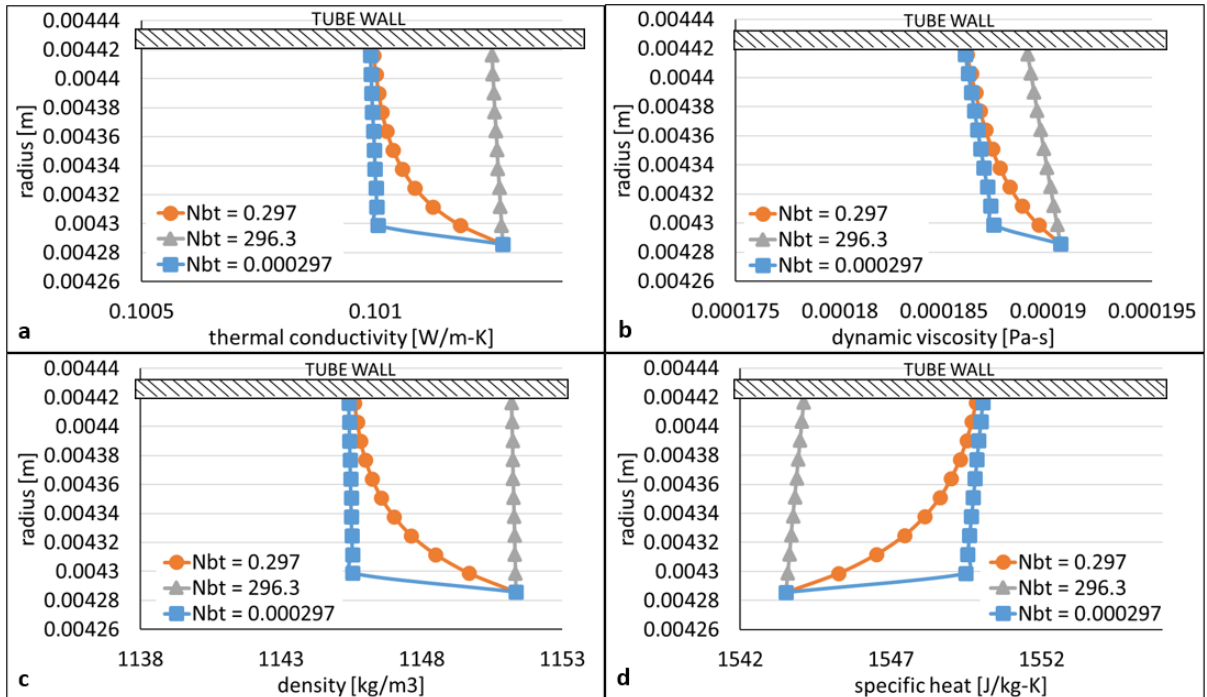 TUBE WALL
0.00444
0.00442
0.0044
0.00438
0.00436
0.00434
0.00432
0.0043
0.00428
0.00426
radius [m]
Nbt = 0.297
Nbt = 296.3
Nbt = 0.000297
0.1005
0.101
a
thermal conductivity [W/m-K]
TUBE WALL
0.00444
0.00442
0.0044
0.00438
0.00436
0.00434
0.00432
0.0043
0.00428
0.00426
radius [m]
Nbt = 0.297
Nbt = 296.3
Nbt = 0.000297
0.000175
0.00018
0.000185
0.00019
0.000195
b
dynamic viscosity [Pa-s]
TUBE WALL
0.00444
0.00442
0.0044
0.00438
0.00436
0.00434
0.00432
0.0043
0.00428
0.00426
radius [m]
Nbt = 0.297
Nbt = 296.3
Nbt = 0.000297
1138
1143
1148
1153
c
density [kg/m3]
TUBE WALL
0.00444
0.00442
0.0044
0.00438
0.00436
0.00434
0.00432
0.0043
0.00428
0.00426
radius [m]
Nbt = 0.297
Nbt = 296.3
Nbt = 0.000297
1542
1547
1552
d
specific heat [J/kg-K]